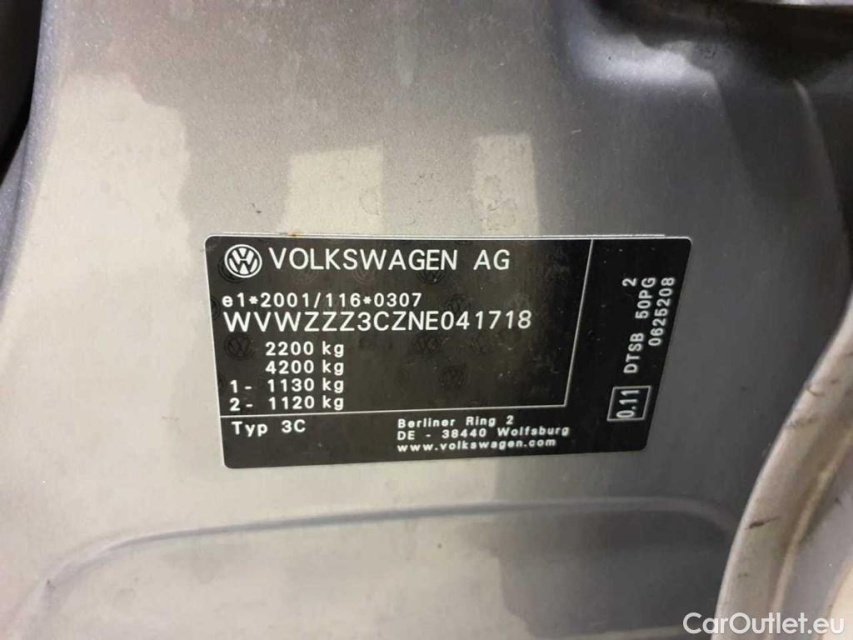 VOLKSWAGEN AG
e1*2001/116*0307
WVWZZZ3CZNE041718
2200 kg
4200 kg
1- 1130 kg
2- 1120 kg
Typ 3C
Berliner Ring 2
DE - 38440 Wolfsburg
www.volkswagen.com
2
DTSB 50PG
0625208
0.11
CarOutlet.eu